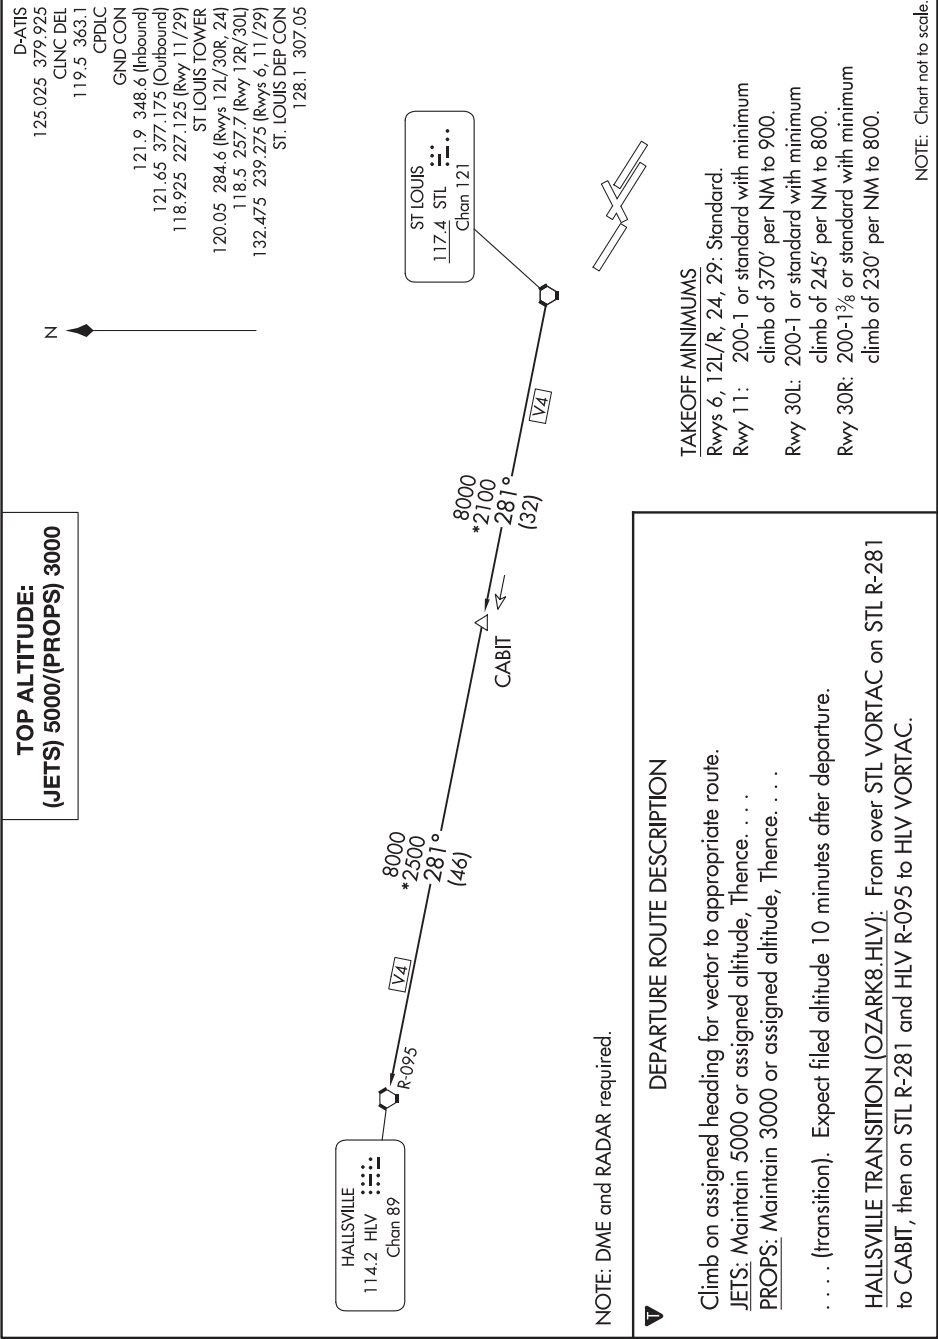 TOP ALTITUDE:
(JETS) 5000/(PROPS) 3000
D-ATIS
125.025 379.925
CLNC DEL
119.5 363.1
CPDLC
GND CON
121.9 348.6 (Inbound)
121.65 377.175 (Outbound)
118.925 227.125 (Rwy 11/29)
ST LOUIS TOWER
120.05 284.6 (Rwys 12L/30R, 24)
118.5 257.7 (Rwy 12R/30L)
132.475 239.275 (Rwys 6, 11/29)
ST. LOUIS DEP CON
128.1 307.05
N
ST LOUIS
117.4 STL
Chan 121
V4
8000
*2100
281°
(32)
CABIT
8000
*2500
281°
(46)
V4
R-095
HALLSVILLE
114.2 HLV
Chan 89
NOTE: DME and RADAR required.
TAKEOFF MINIMUMS
Rwys 6, 12L/R, 24, 29: Standard.
Rwy 11: 200-1 or standard with minimum
climb of 370' per NM to 900.
Rwy 30L: 200-1 or standard with minimum
climb of 245' per NM to 800.
Rwy 30R: 200-1⅜ or standard with minimum
climb of 230' per NM to 800.
NOTE: Chart not to scale.
T
DEPARTURE ROUTE DESCRIPTION
Climb on assigned heading for vector to appropriate route.
JETS: Maintain 5000 or assigned altitude, Thence. . . .
PROPS: Maintain 3000 or assigned altitude, Thence. . . .
. . . . (transition). Expect filed altitude 10 minutes after departure.
HALLSVILLE TRANSITION (OZARK8.HLV): From over STL VORTAC on STL R-281
to CABIT, then on STL R-281 and HLV R-095 to HLV VORTAC.